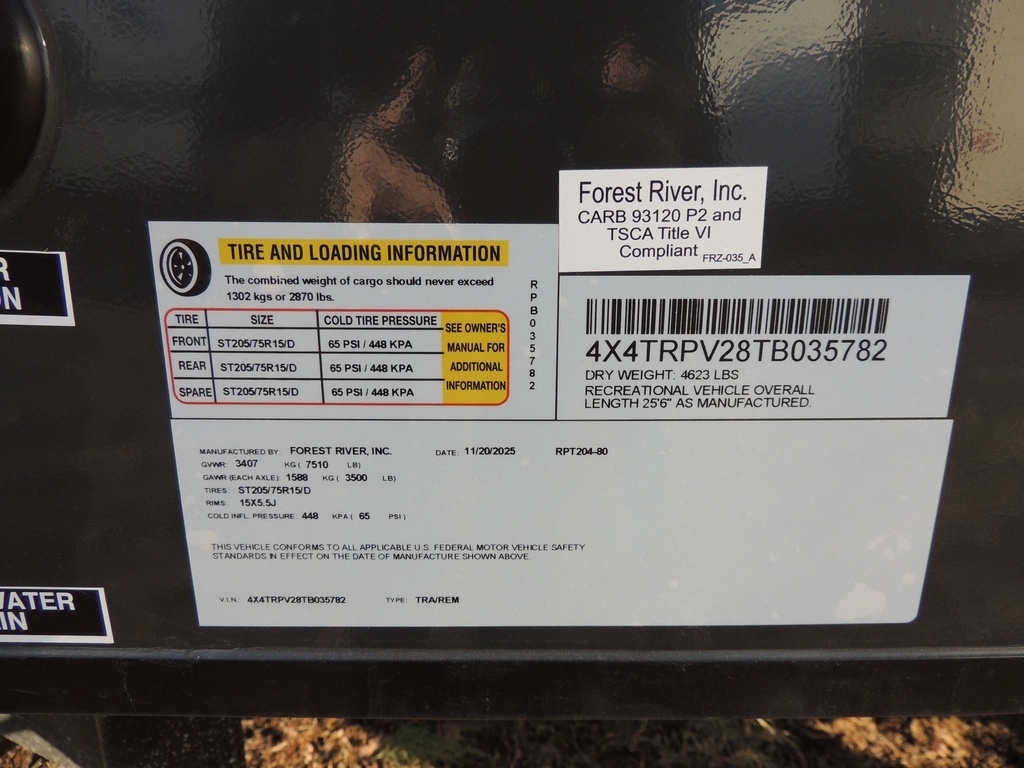 R
ON
Forest River, Inc.
CARB 93120 P2 and
TSCA Title VI
Compliant FRZ-035_A
TIRE AND LOADING INFORMATION
The combined weight of cargo should never exceed
1302 kgs or 2870 lbs.
TIRE SIZE COLD TIRE PRESSURE
FRONT ST205/75R15/D 65 PSI / 448 KPA
REAR ST205/75R15/D 65 PSI / 448 KPA
SPARE ST205/75R15/D 65 PSI / 448 KPA
SEE OWNER'S
MANUAL FOR
ADDITIONAL
INFORMATION
RPB035782
4X4TRPV28TB035782
DRY WEIGHT: 4623 LBS
RECREATIONAL VEHICLE OVERALL
LENGTH 25'6" AS MANUFACTURED.
MANUFACTURED BY: FOREST RIVER, INC. DATE: 11/20/2025 RPT204-80
GVWR: 3407 KG ( 7510 LB)
GAWR (EACH AXLE): 1588 KG ( 3500 LB)
TIRES: ST205/75R15/D
RIMS: 15X5.5J
COLD INFL. PRESSURE: 448 KPA ( 65 PSI )
THIS VEHICLE CONFORMS TO ALL APPLICABLE U.S. FEDERAL MOTOR VEHICLE SAFETY
STANDARDS IN EFFECT ON THE DATE OF MANUFACTURE SHOWN ABOVE.
V.I.N.: 4X4TRPV28TB035782 TYPE: TRA/REM
WATER
IN